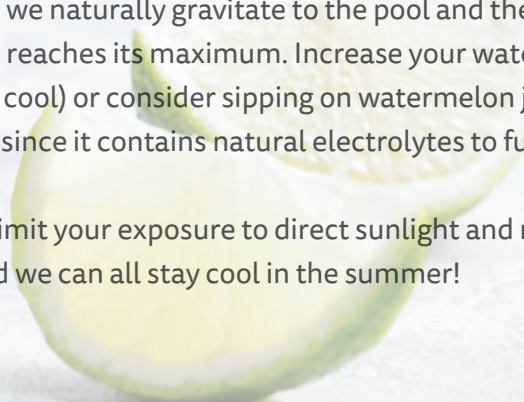 we naturally gravitate to the pool and the
reaches its maximum. Increase your wat
cool) or consider sipping on watermelon
since it contains natural electrolytes to fu
imit your exposure to direct sunlight and
d we can all stay cool in the summer!